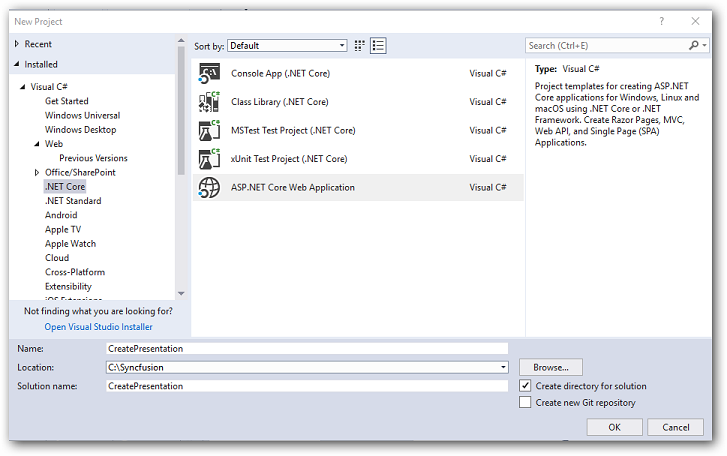 New Project
? ×
Recent
Installed
Visual C#
Get Started
Windows Universal
Windows Desktop
Web
Previous Versions
Office/SharePoint
.NET Core
.NET Standard
Android
Apple TV
Apple Watch
Cloud
Cross-Platform
Extensibility
iOS Extensions
Not finding what you are looking for?
Open Visual Studio Installer
Sort by: Default
Console App (.NET Core) Visual C#
Class Library (.NET Core) Visual C#
MSTest Test Project (.NET Core) Visual C#
xUnit Test Project (.NET Core) Visual C#
ASP.NET Core Web Application Visual C#
Search (Ctrl+E)
Type: Visual C#
Project templates for creating ASP.NET
Core applications for Windows, Linux and
macOS using .NET Core or .NET
Framework. Create Razor Pages, MVC,
Web API, and Single Page (SPA)
Applications.
Name: CreatePresentation
Location: C:\Syncfusion Browse...
Solution name: CreatePresentation
Create directory for solution
Create new Git repository
OK Cancel